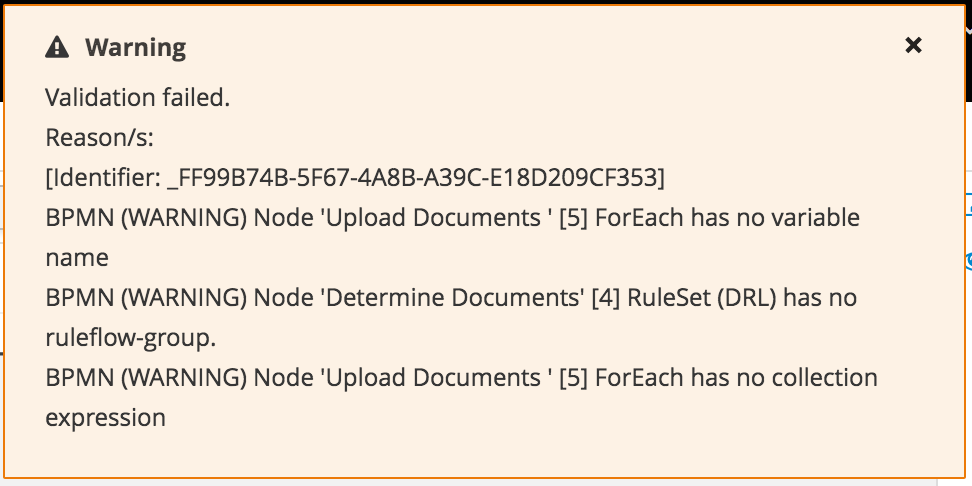 Warning
Validation failed.
Reason/s:
[Identifier: _FF99B74B-5F67-4A8B-A39C-E18D209CF353]
BPMN (WARNING) Node 'Upload Documents ' [5] ForEach has no variable
name
BPMN (WARNING) Node 'Determine Documents' [4] RuleSet (DRL) has no
ruleflow-group.
BPMN (WARNING) Node 'Upload Documents ' [5] ForEach has no collection
expression